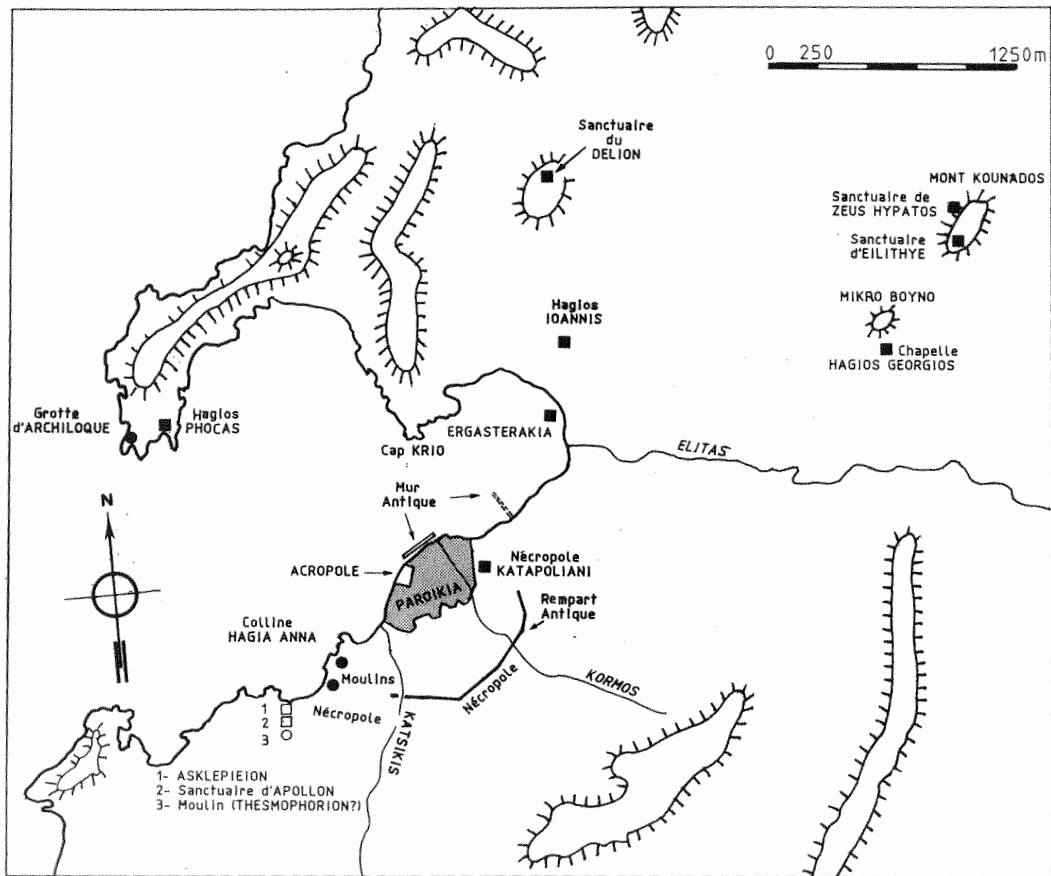 0 250 1250m
Sanctuaire
du
DELION
MONT KOUNADOS
Sanctuaire de
ZEUS HYPATOS
Sanctuaire
d'EILITHYE
MIKRO BOYNO
Chapelle
HAGIOS GEORGIOS
Hagios
IOANNIS
Grotte
d'ARCHILOQUE
Hagios
PHOCAS
ERGASTERAKIA
Cap KRIO
ELITAS
Mur
Antique
N
ACROPOLE
PAROIKIA
Nécropole
KATAPOLIANI
Rempart
Antique
Colline
HAGIA ANNA
Moulins
Nécropole
Nécropole
KORMOS
KATSIKIS
1
2
3
1- ASKLEPIEION
2- Sanctuaire d'APOLLON
3- Moulin (THESMOPHORION?)